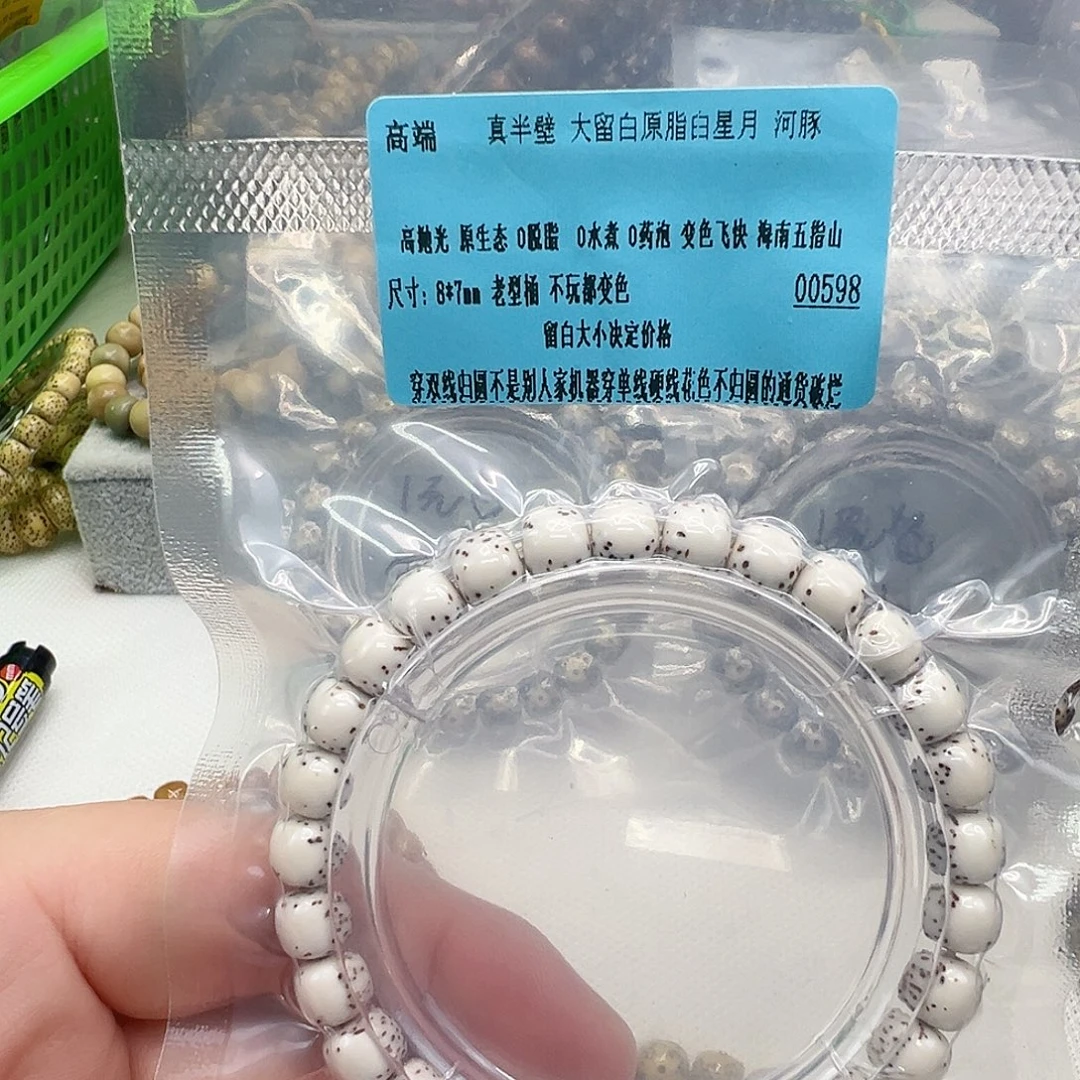 高端 真半壁 大留白原脂白星月 河豚
高抛光 原生态 0脱脂 0水煮 0药泡 变色飞快 海南五指山
尺寸：8*7mm 老型桶 不玩都变色 00598
留白大小决定价格
穿双线归圆不是别人家机器穿单线硬线花色不归圆的通货破烂